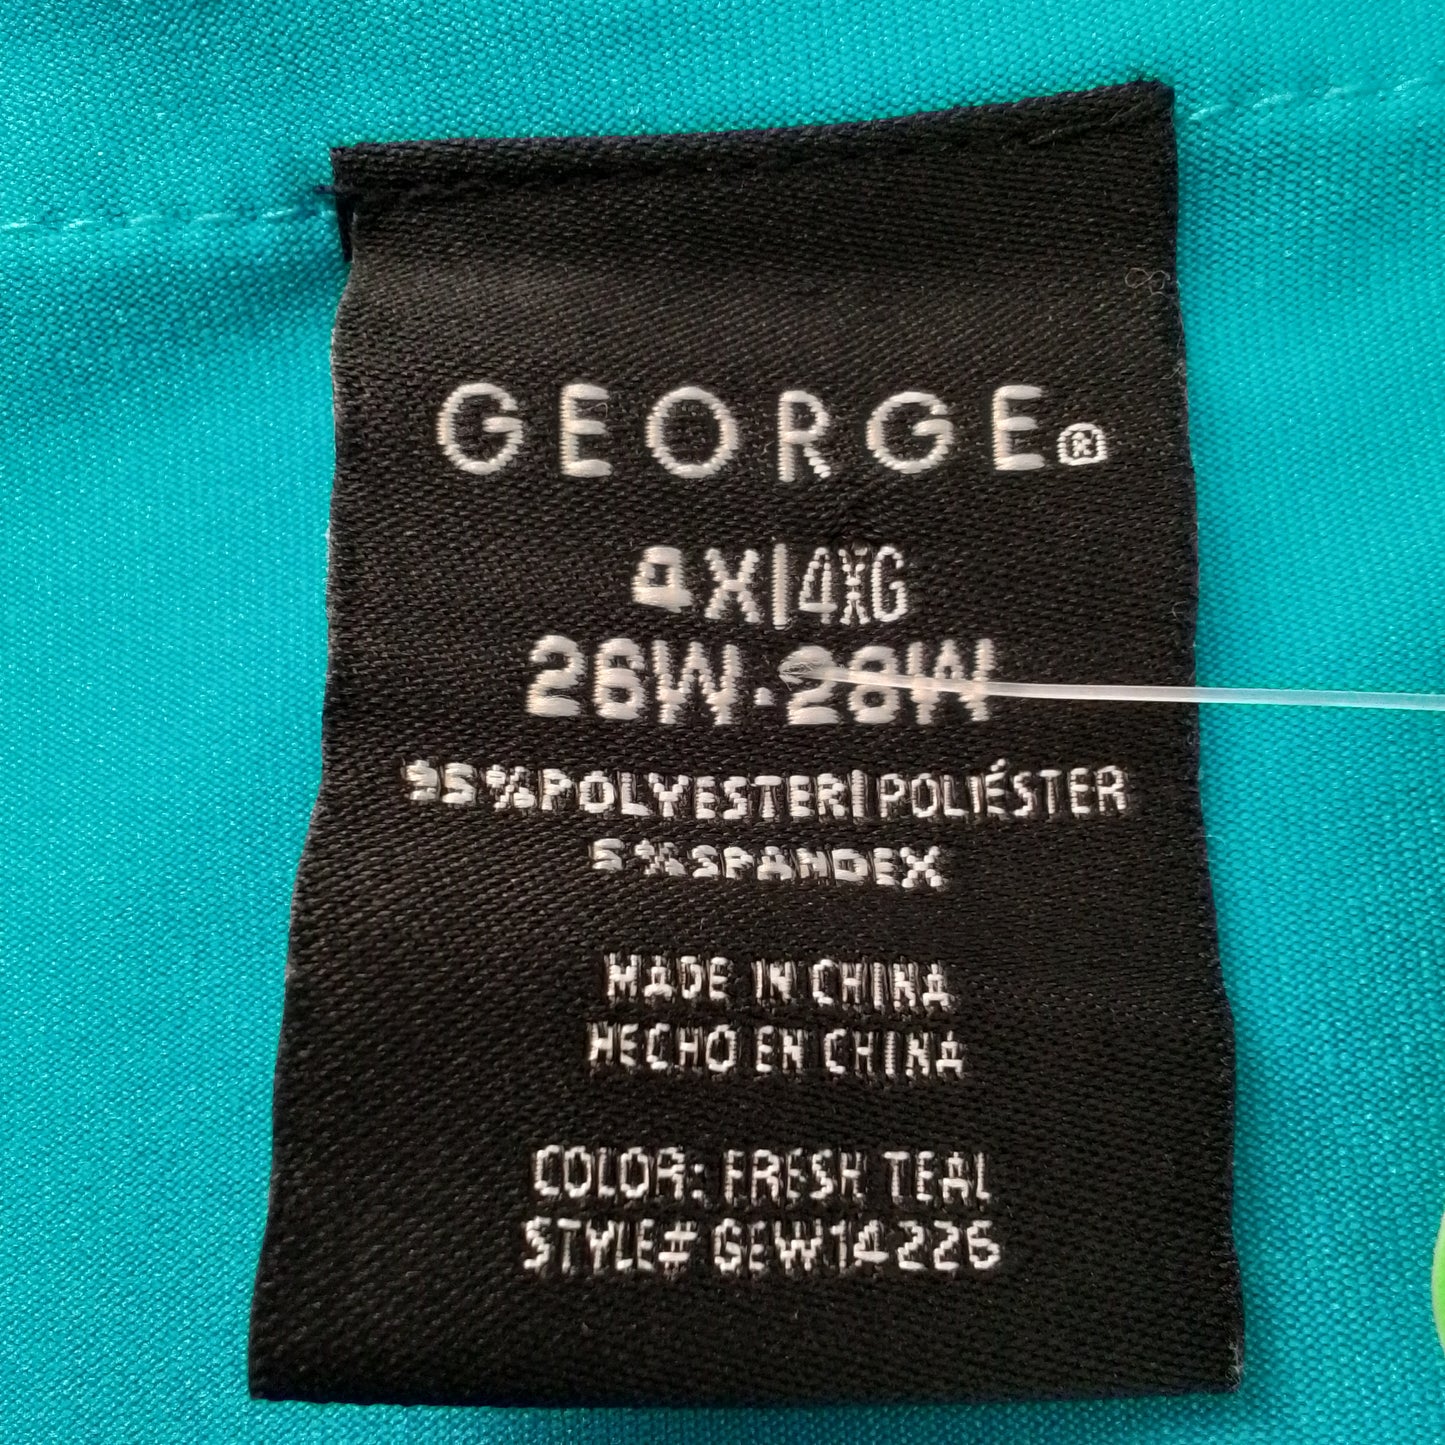 GEORGE®
4X|4XG
26W-28W
95%POLYESTER|POLIÉSTER
5%SPANDEX
MADE IN CHINA
HECHO EN CHINA
COLOR: FRESH TEAL
STYLE# GEW14226